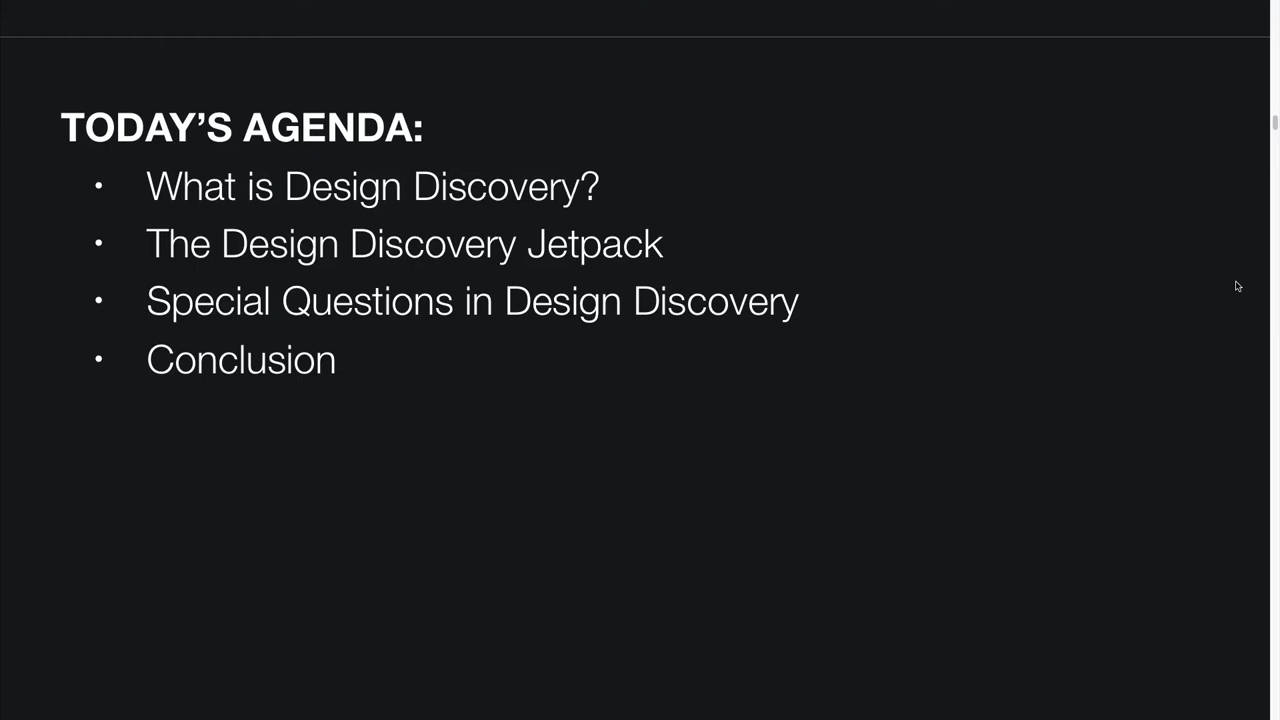 TODAY’S AGENDA:
• What is Design Discovery?
• The Design Discovery Jetpack
• Special Questions in Design Discovery
• Conclusion